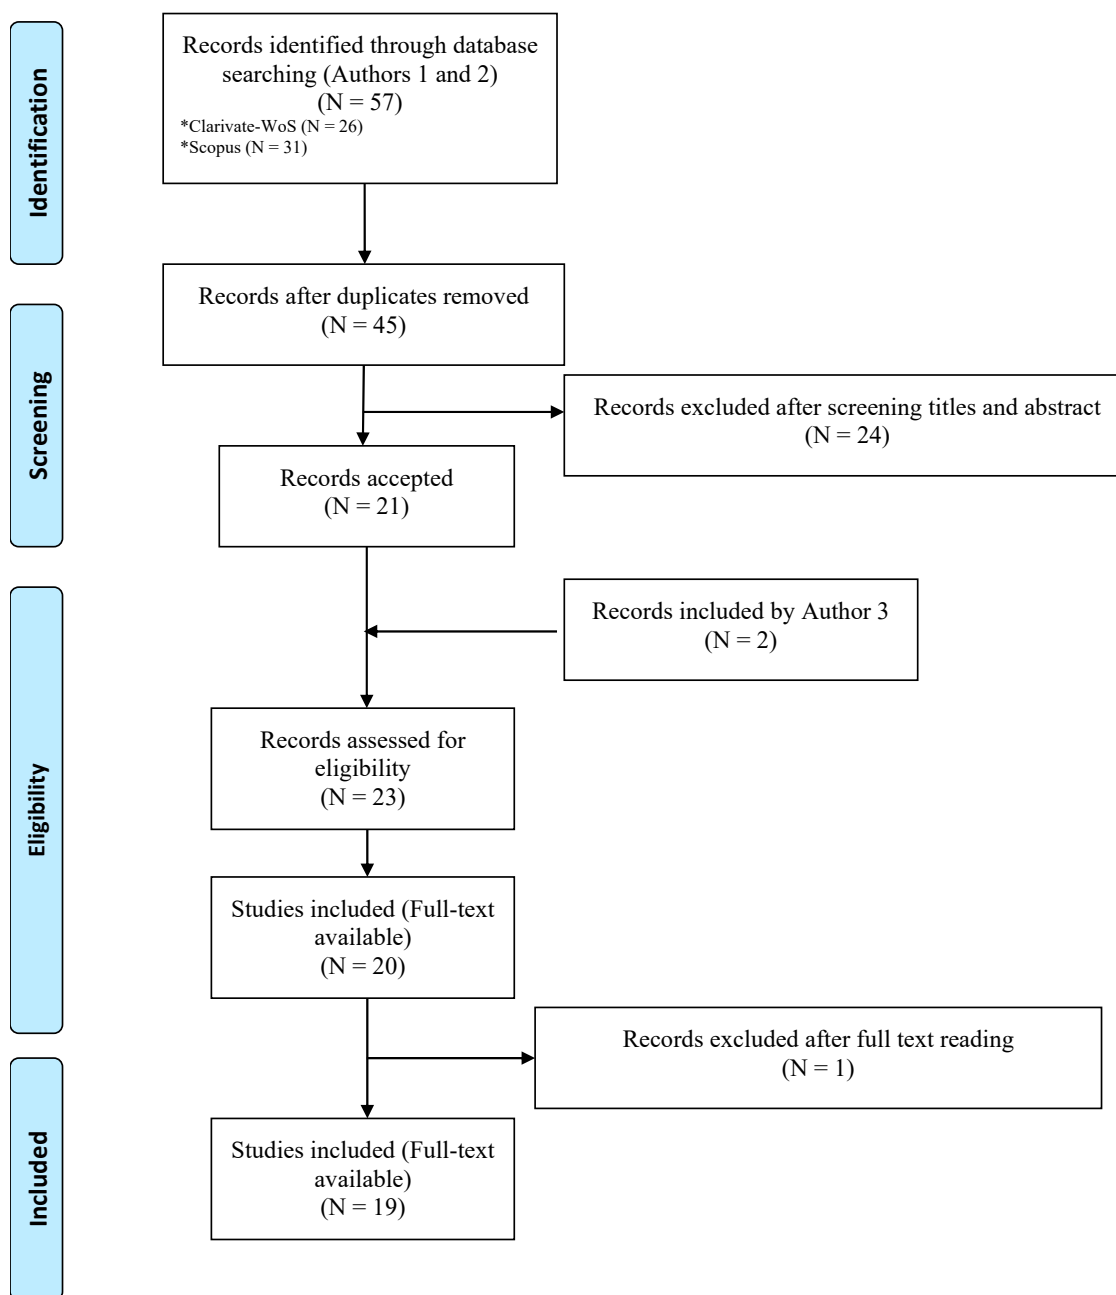 Identification
Records identified through database
searching (Authors 1 and 2)
(N = 57)
*Clarivate-WoS (N = 26)
*Scopus (N = 31)
Screening
Records after duplicates removed
(N = 45)
Records excluded after screening titles and abstract
(N = 24)
Records accepted
(N = 21)
Eligibility
Records included by Author 3
(N = 2)
Records assessed for
eligibility
(N = 23)
Studies included (Full-text
available)
(N = 20)
Records excluded after full text reading
(N = 1)
Included
Studies included (Full-text
available)
(N = 19)